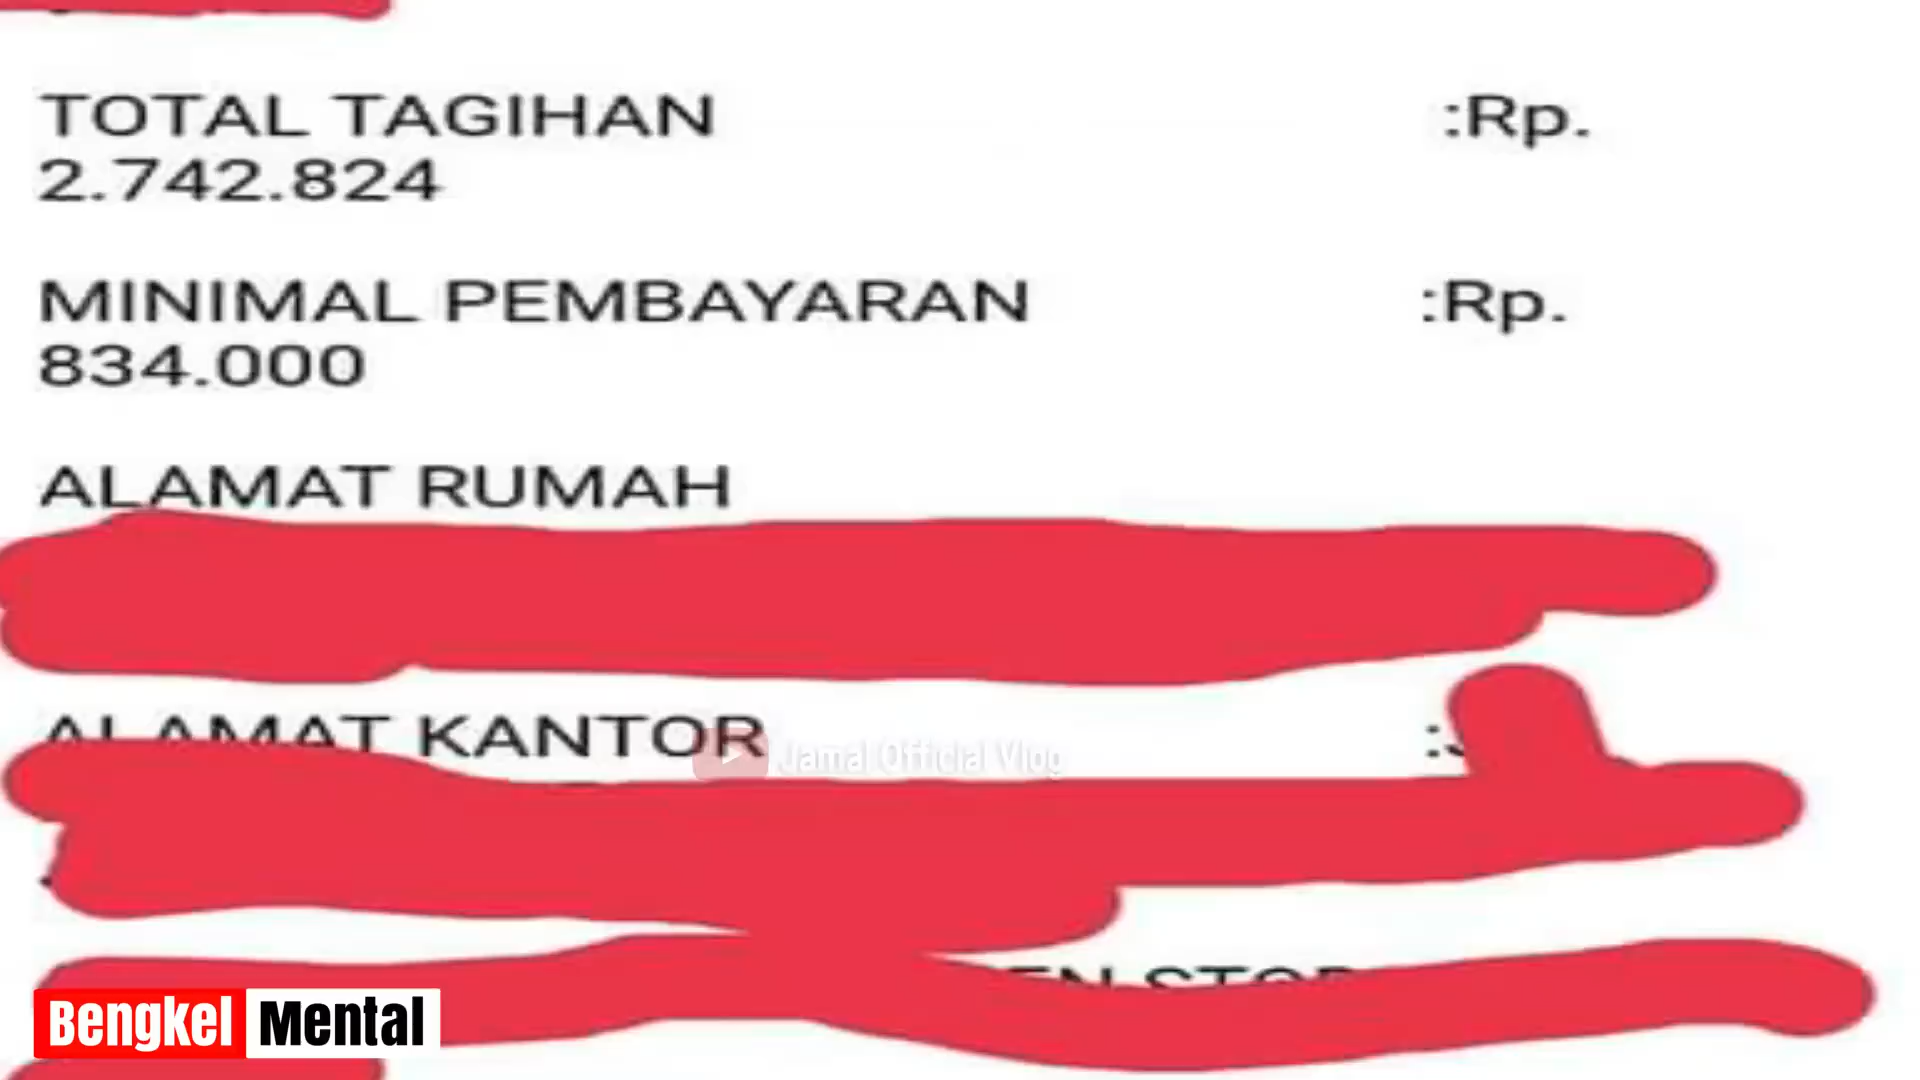 TOTAL TAGIHAN :Rp.
2.742.824
MINIMAL PEMBAYARAN :Rp.
834.000
ALAMAT RUMAH
ALAMAT KANTOR
Jamal Official Vlog
Bengkel Mental